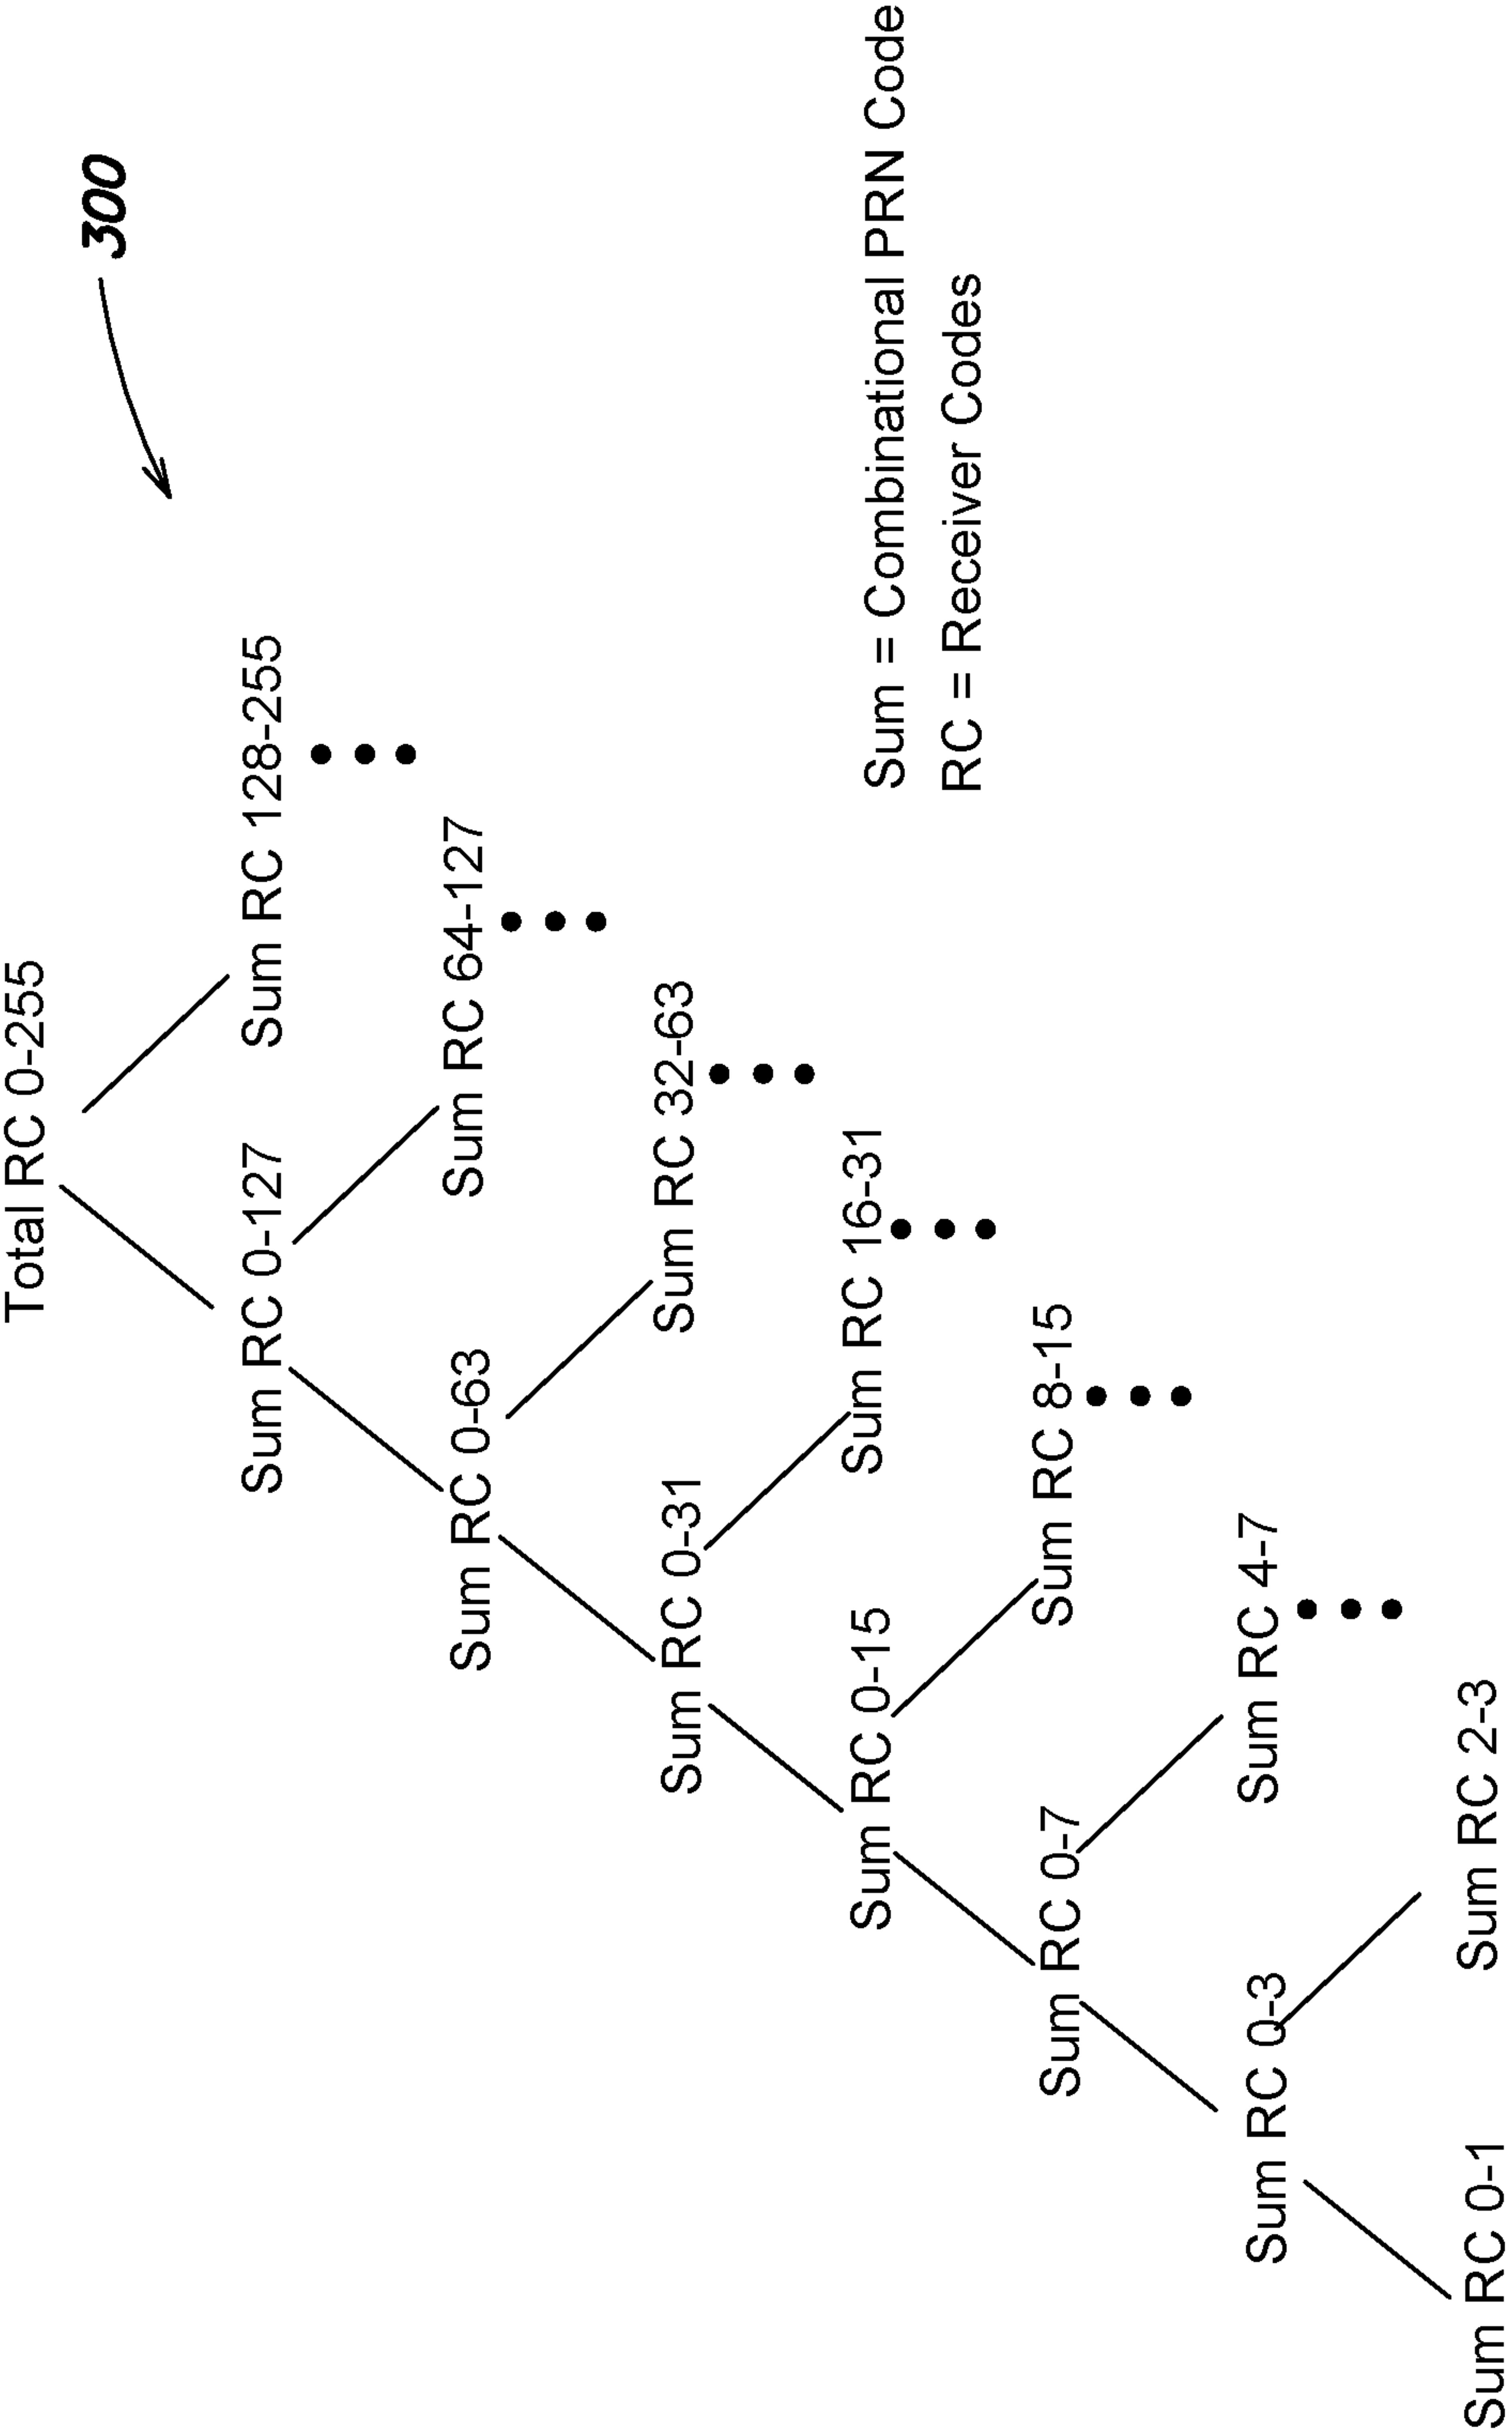 300
Total RC 0-255
Sum RC 0-127
Sum RC 128-255
Sum RC 0-63
Sum RC 64-127
Sum RC 0-31
Sum RC 32-63
Sum RC 0-15
Sum RC 16-31
Sum RC 0-7
Sum RC 8-15
Sum RC 0-3
Sum RC 4-7
Sum RC 0-1
Sum RC 2-3
Sum = Combinational PRN Code
RC = Receiver Codes